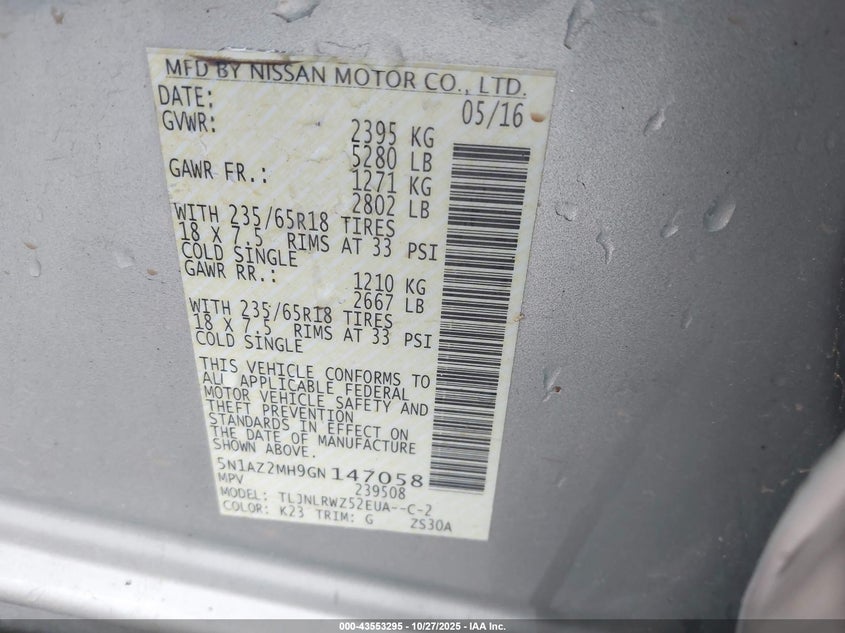 MFD BY NISSAN MOTOR CO., LTD.
DATE: 05/16
GVWR: 2395 KG
5280 LB
GAWR FR.: 1271 KG
2802 LB
WITH 235/65R18 TIRES
18 X 7.5 RIMS AT 33 PSI
COLD SINGLE
GAWR RR.: 1210 KG
2667 LB
WITH 235/65R18 TIRES
18 X 7.5 RIMS AT 33 PSI
COLD SINGLE
THIS VEHICLE CONFORMS TO
ALL APPLICABLE FEDERAL
MOTOR VEHICLE SAFETY AND
THEFT PREVENTION
STANDARDS IN EFFECT ON
THE DATE OF MANUFACTURE
SHOWN ABOVE.
5N1AZ2MH9GN147058
MPV 239508
MODEL: TLJNLRWZ52EUA--C-2
COLOR: K23 TRIM: G ZS30A
000-43553295 - 10/27/2025 - IAA Inc.